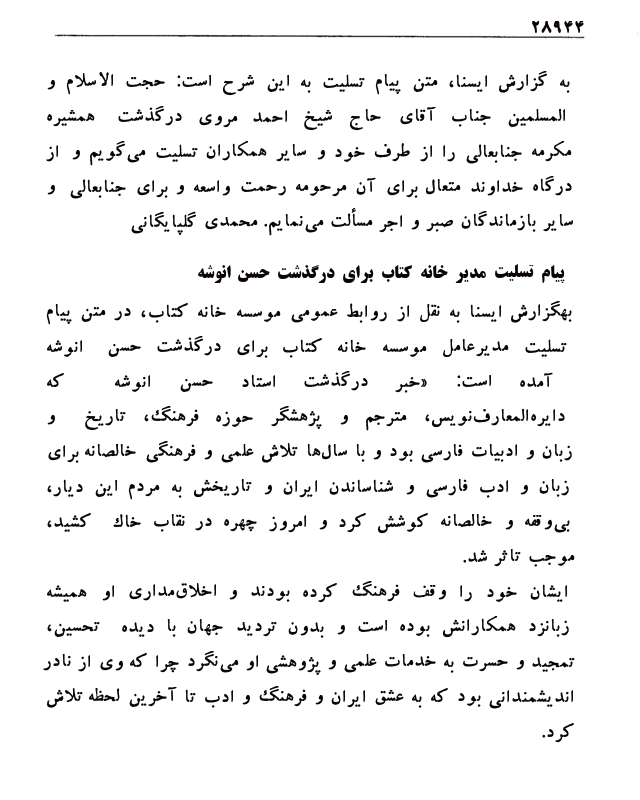 ۲۸۹۴۴
به گزارش ایسنا، متن پیام تسلیت به این شرح است: حجت الاسلام و
المسلمین جناب آقای حاج شیخ احمد مروی درگذشت همشیره
مکرمه جنابعالی را از طرف خود و سایر همکاران تسلیت می‌گویم و از
درگاه خداوند متعال برای آن مرحومه رحمت واسعه و برای جنابعالی و
سایر بازماندگان صبر و اجر مسألت می‌نمایم. محمدی گلپایگانی
پیام تسلیت مدیر خانه کتاب برای درگذشت حسن انوشه
بهگزارش ایسنا به نقل از روابط عمومی موسسه خانه کتاب، در متن پیام
تسلیت مدیرعامل موسسه خانه کتاب برای درگذشت حسن انوشه
آمده است: «خبر درگذشت استاد حسن انوشه که
دایره‌المعارف‌نویس، مترجم و پژهشگر حوزه فرهنگ، تاریخ و
زبان و ادبیات فارسی بود و با سال‌ها تلاش علمی و فرهنگی خالصانه برای
زبان و ادب فارسی و شناساندن ایران و تاریخش به مردم این دیار،
بی‌وقفه و خالصانه کوشش کرد و امروز چهره در نقاب خاك کشید،
موجب تاثر شد.
ایشان خود را وقف فرهنگ کرده بودند و اخلاق‌مداری او همیشه
زبانزد همکارانش بوده است و بدون تردید جهان با دیده تحسین،
تمجید و حسرت به خدمات علمی و پژوهشی او می‌نگرد چرا که وی از نادر
اندیشمندانی بود که به عشق ایران و فرهنگ و ادب تا آخرین لحظه تلاش
کرد.